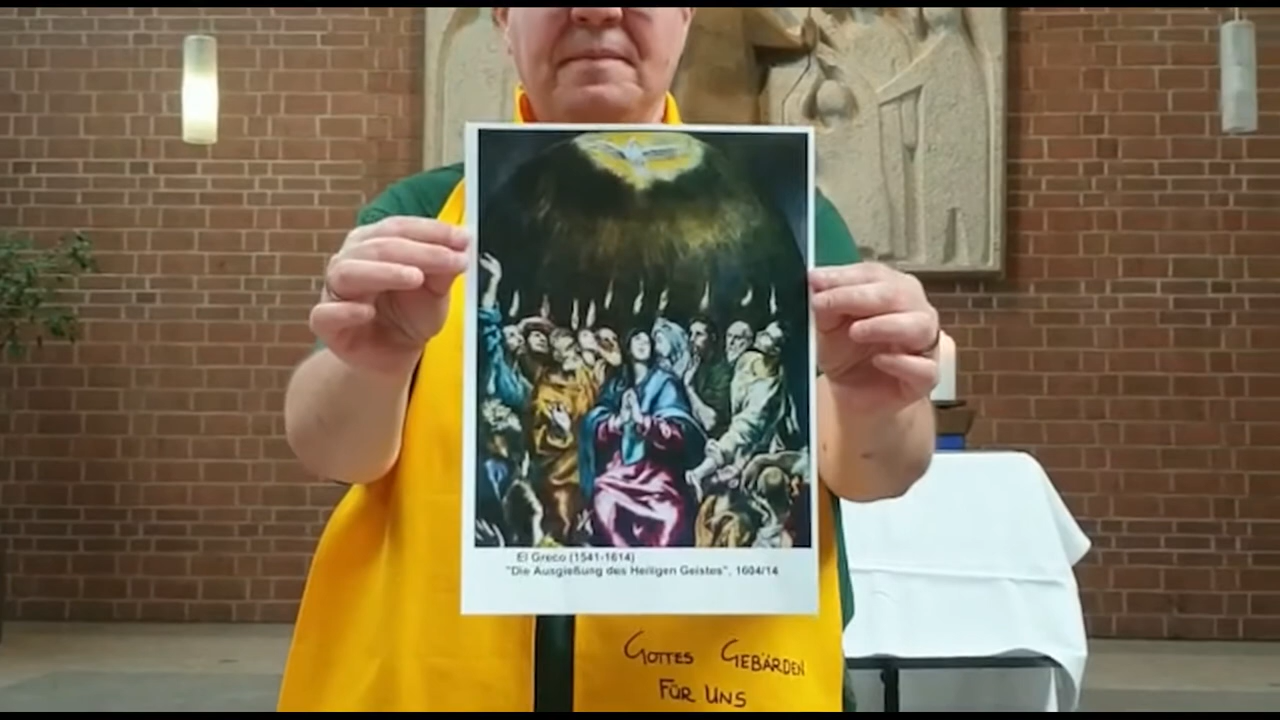 El Greco (1541-1614)
"Die Ausgießung des Heiligen Geistes", 1604/14
GOTTES GEBÄRDEN
FÜR UNS